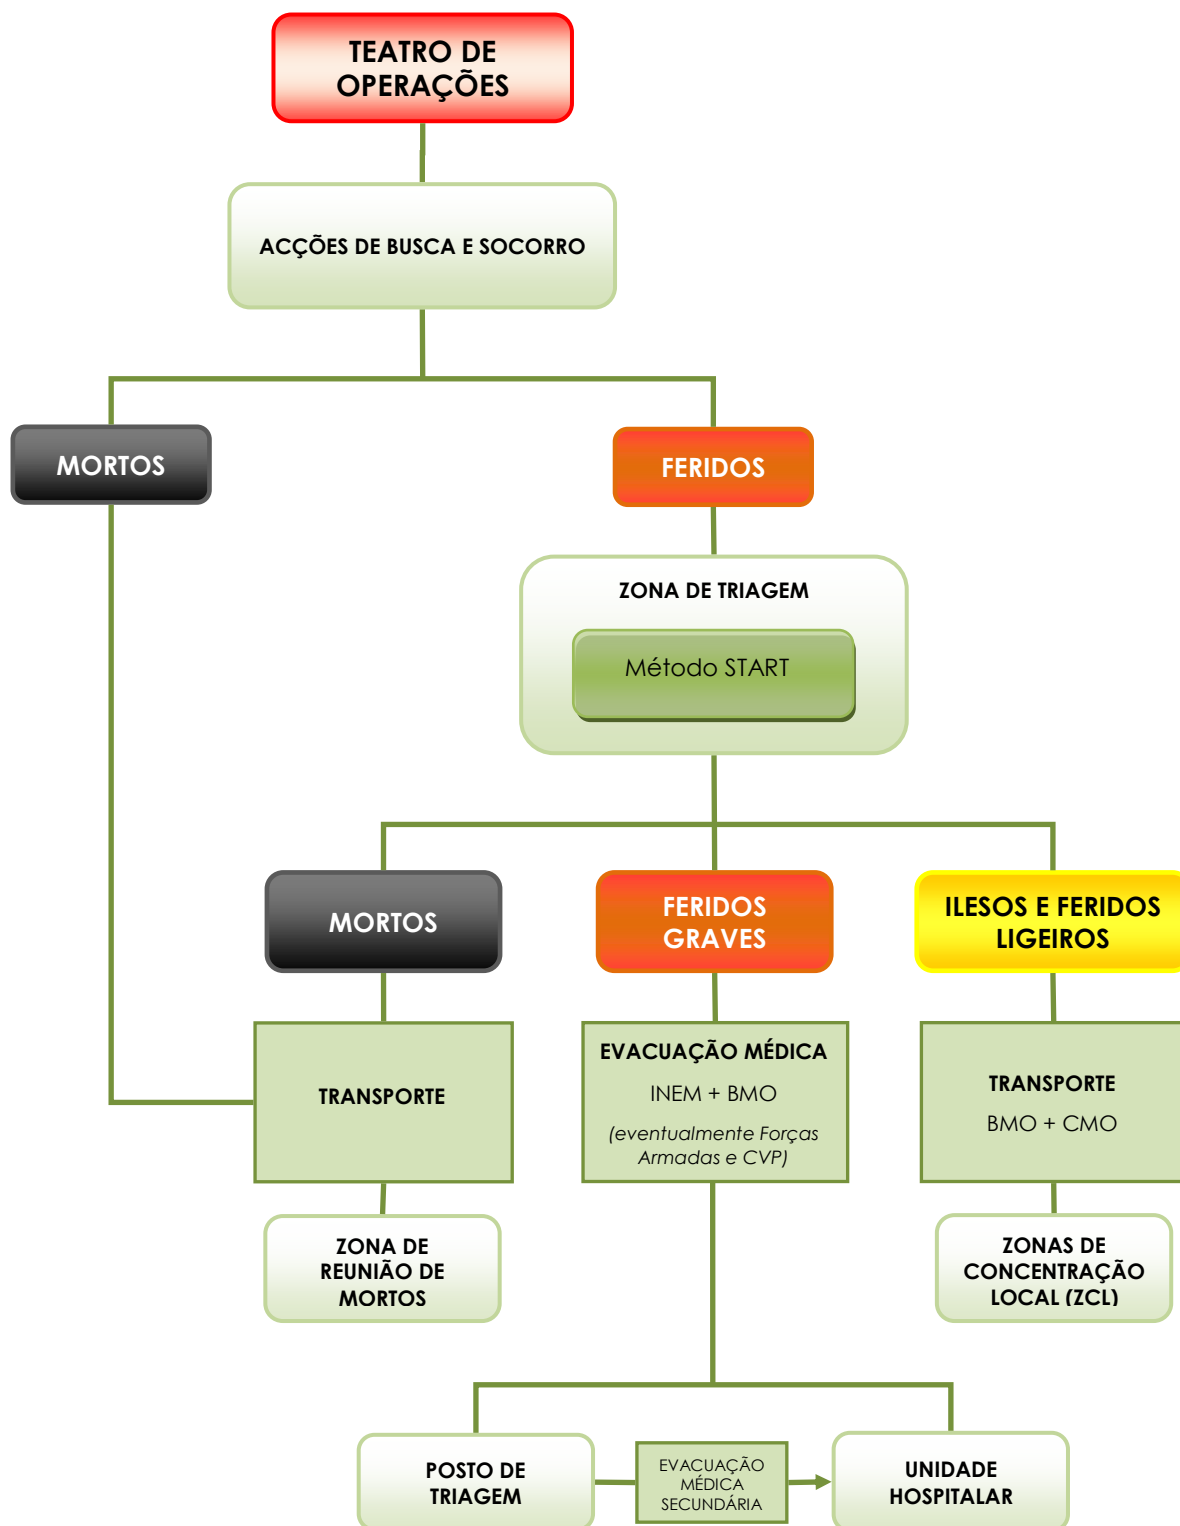 TEATRO DE
OPERAÇÕES
ACÇÕES DE BUSCA E SOCORRO
MORTOS
FERIDOS
ZONA DE TRIAGEM
Método START
MORTOS
FERIDOS
GRAVES
ILESOS E FERIDOS
LIGEIROS
TRANSPORTE
EVACUAÇÃO MÉDICA
INEM + BMO
(eventualmente Forças
Armadas e CVP)
TRANSPORTE
BMO + CMO
ZONA DE
REUNIÃO DE
MORTOS
ZONAS DE
CONCENTRAÇÃO
LOCAL (ZCL)
POSTO DE
TRIAGEM
EVACUAÇÃO
MÉDICA
SECUNDÁRIA
UNIDADE
HOSPITALAR